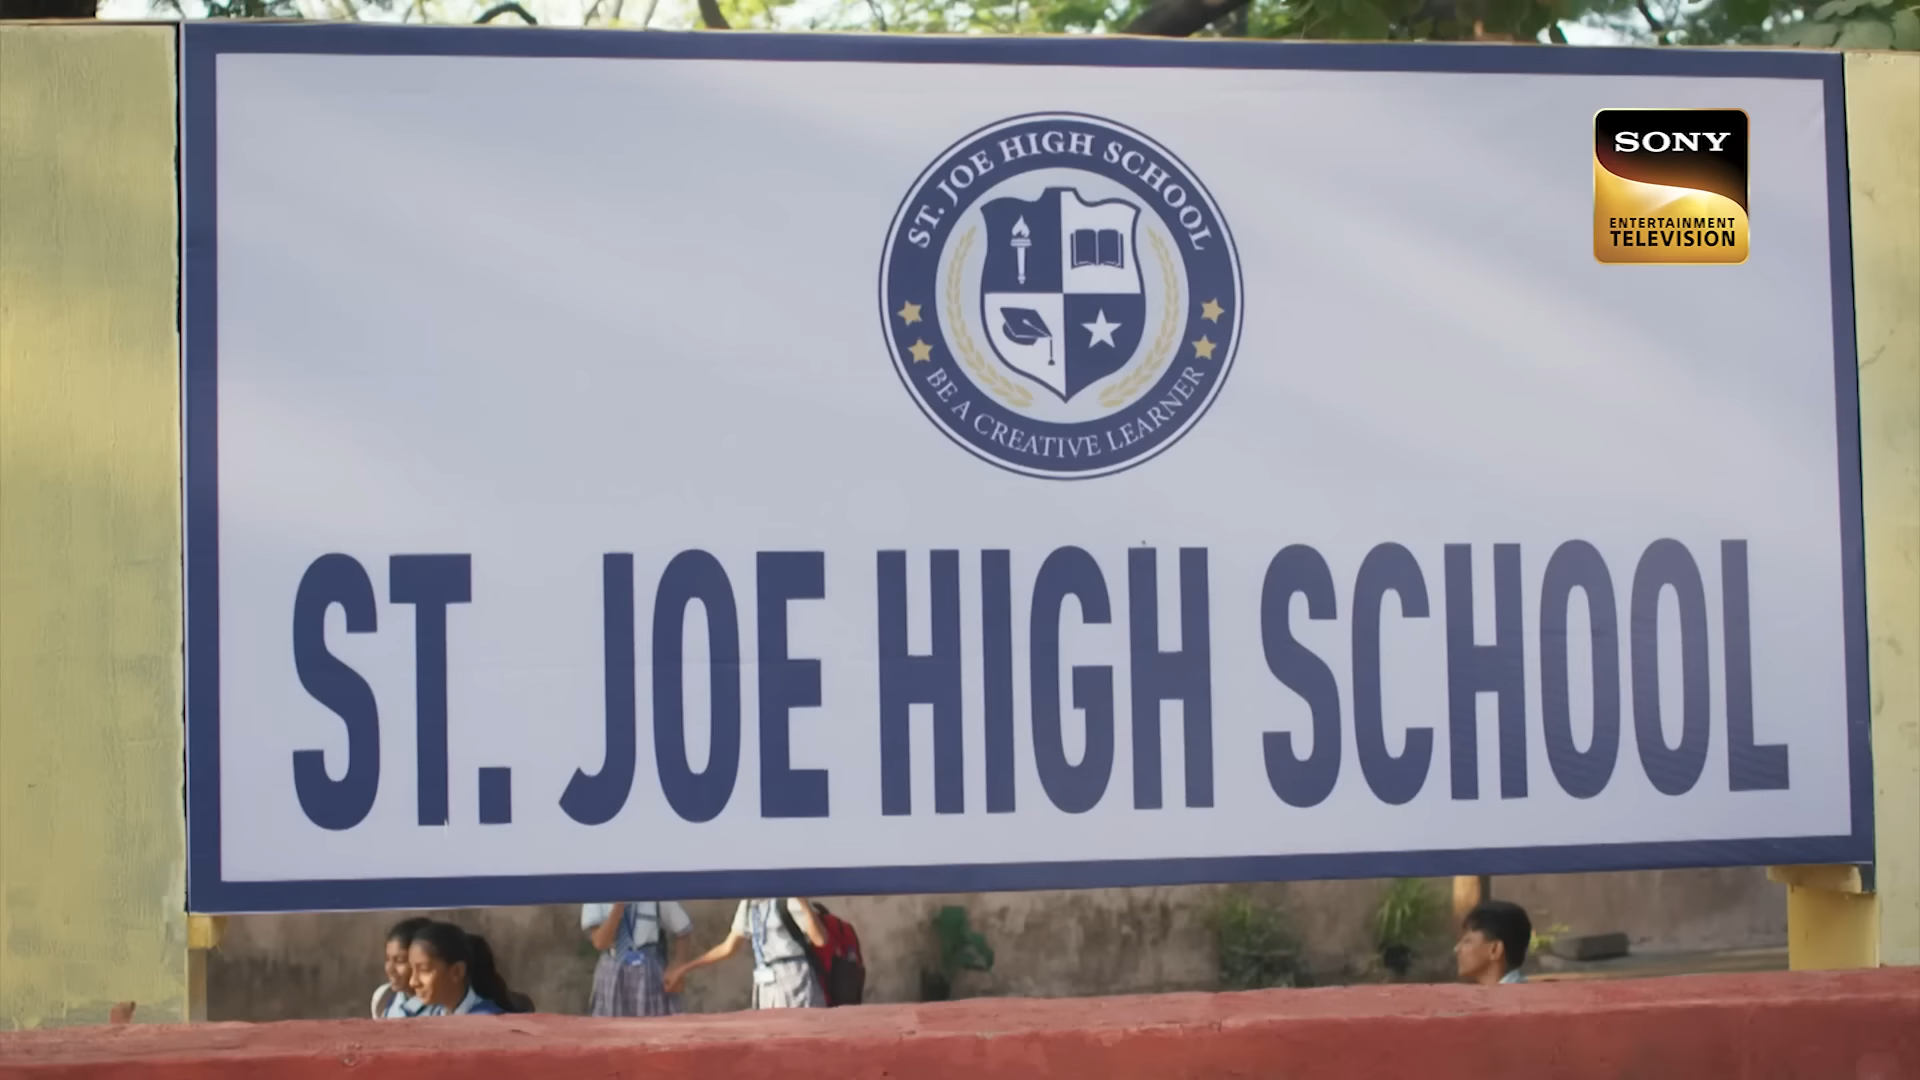 ST. JOE HIGH SCHOOL
BE A CREATIVE LEARNER
SONY
ENTERTAINMENT
TELEVISION
ST. JOE HIGH SCHOOL